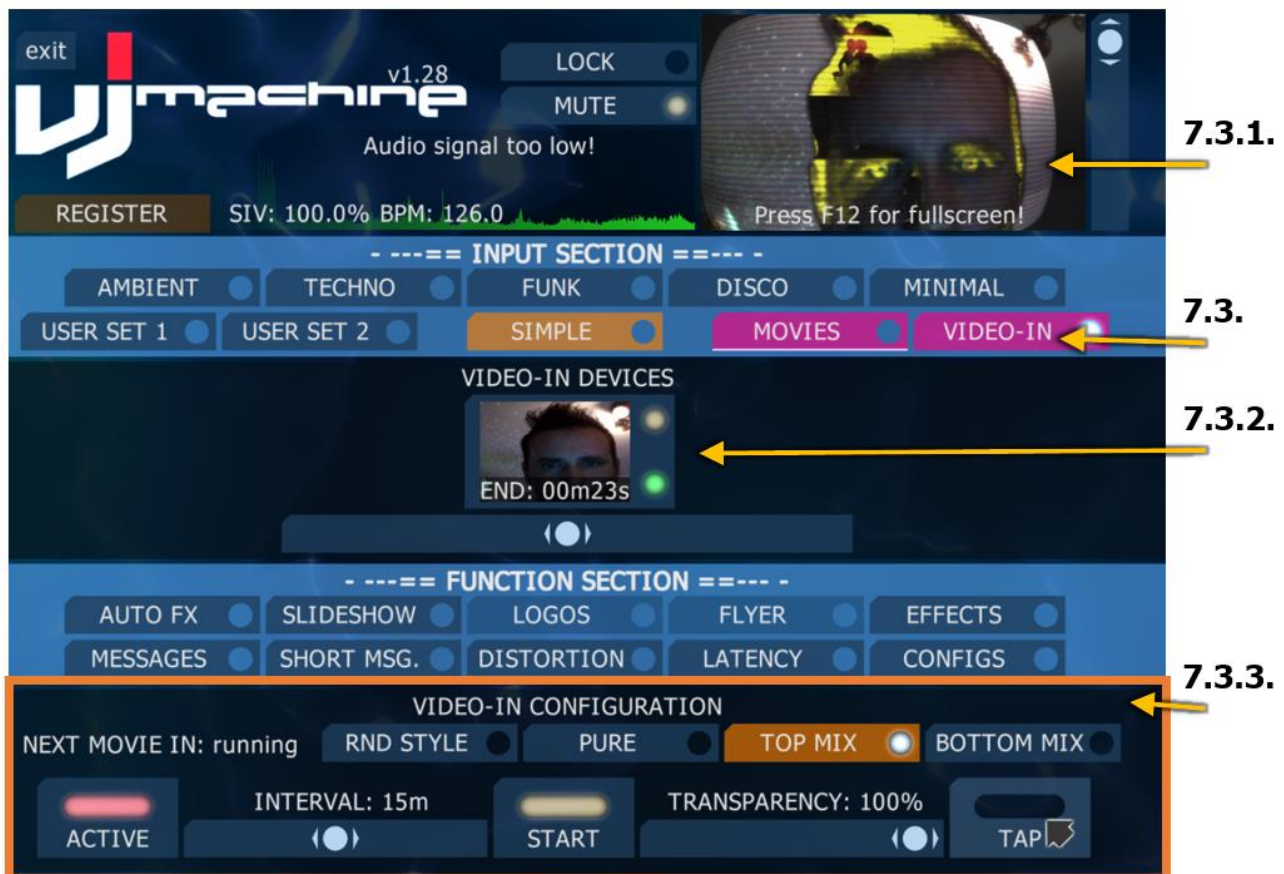 exit
LOCK
v1.28
vj machine
MUTE
Audio signal too low!
7.3.1.
REGISTER
SIV: 100.0% BPM: 126.0
Press F12 for fullscreen!
- ---== INPUT SECTION ==--- -
AMBIENT TECHNO FUNK DISCO MINIMAL
7.3.
USER SET 1 USER SET 2 SIMPLE MOVIES VIDEO-IN
VIDEO-IN DEVICES
7.3.2.
END: 00m23s
- ---== FUNCTION SECTION ==--- -
AUTO FX SLIDESHOW LOGOS FLYER EFFECTS
MESSAGES SHORT MSG. DISTORTION LATENCY CONFIGS
7.3.3.
VIDEO-IN CONFIGURATION
NEXT MOVIE IN: running RND STYLE PURE TOP MIX BOTTOM MIX
INTERVAL: 15m TRANSPARENCY: 100%
ACTIVE START TAP